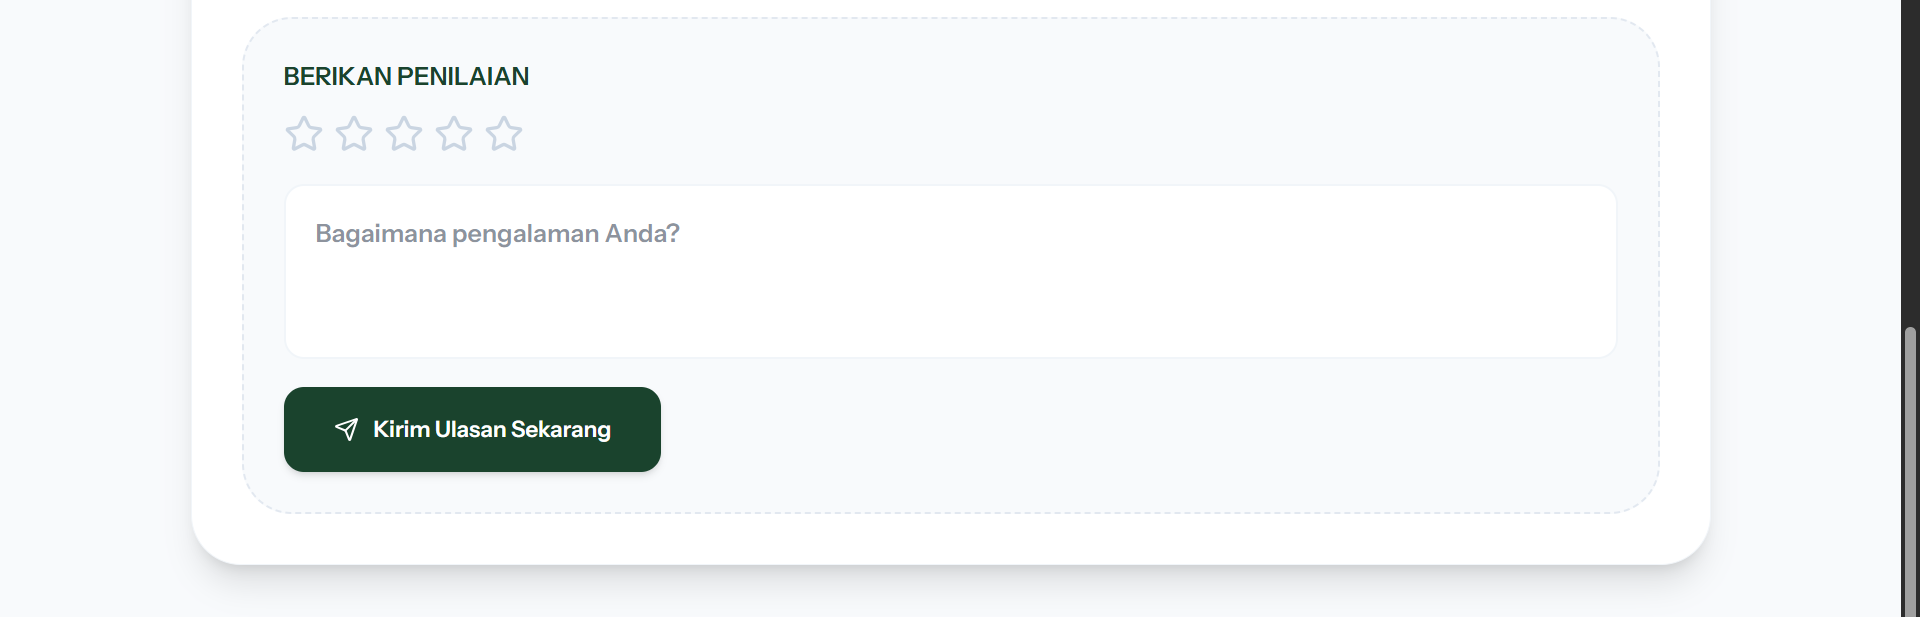 BERIKAN PENILAIAN
Bagaimana pengalaman Anda?
Kirim Ulasan Sekarang